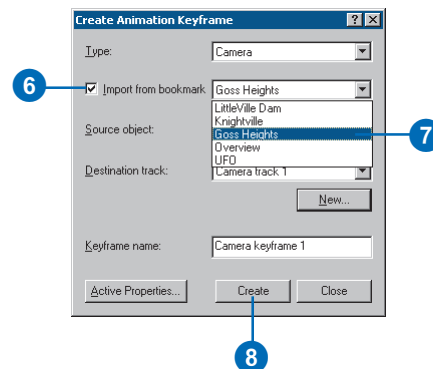 Create Animation Keyframe
Type:
Camera
6
Import from bookmark
Goss Heights
LittleVille Dam
Knightville
Source object:
Goss Heights
7
Overview
UFO
Destination track:
Camera track 1
New...
Keyframe name:
Camera keyframe 1
Active Properties...
Create
Close
8